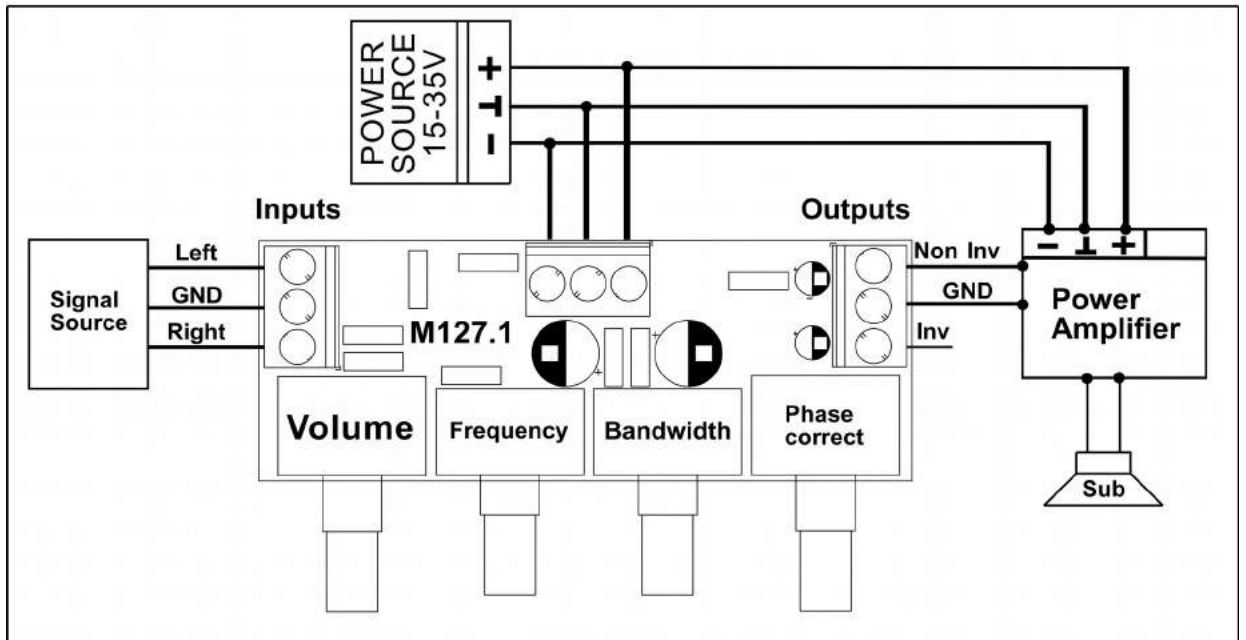 POWER
SOURCE
15-35V
+
⊥
-
Inputs
Outputs
Signal
Source
Left
GND
Right
M127.1
Non Inv
GND
Inv
- ⊥ +
Power
Amplifier
Volume
Frequency
Bandwidth
Phase
correct
Sub